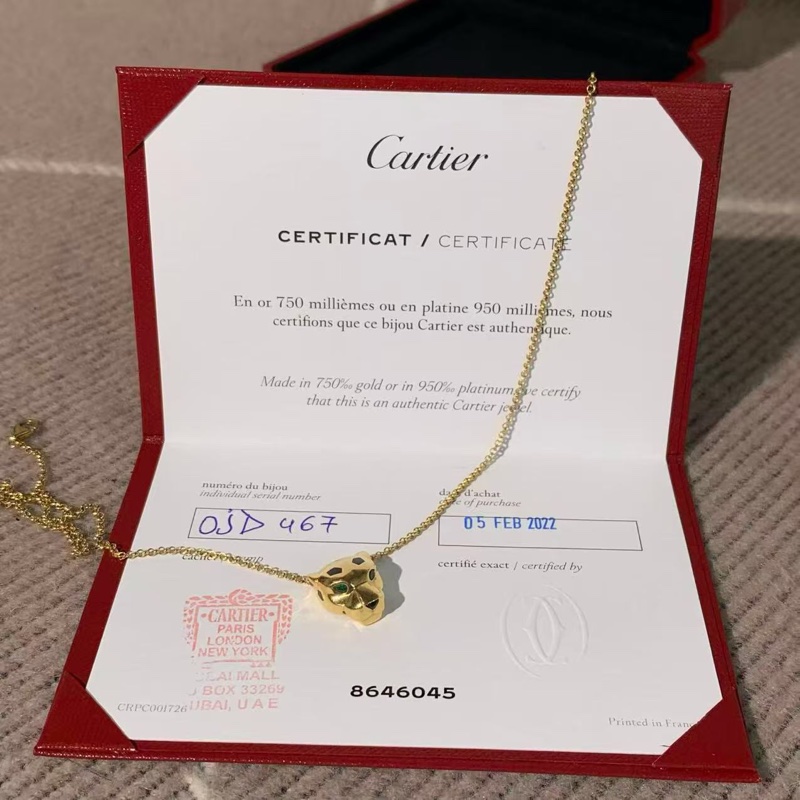 Cartier
CERTIFICAT / CERTIFICATE
En or 750 millièmes ou en platine 950 millièmes, nous
certifions que ce bijou Cartier est authentique.
Made in 750‰ gold or in 950‰ platinum, we certify
that this is an authentic Cartier jewel.
numéro du bijou
individual serial number
date d'achat
date of purchase
OJD 467
05 FEB 2022
certifié exact / certified by
CARTIER
PARIS
LONDON
NEW YORK
MALL
BOX 33269
UBAI, U A E
8646045
CRPC001726
Printed in France